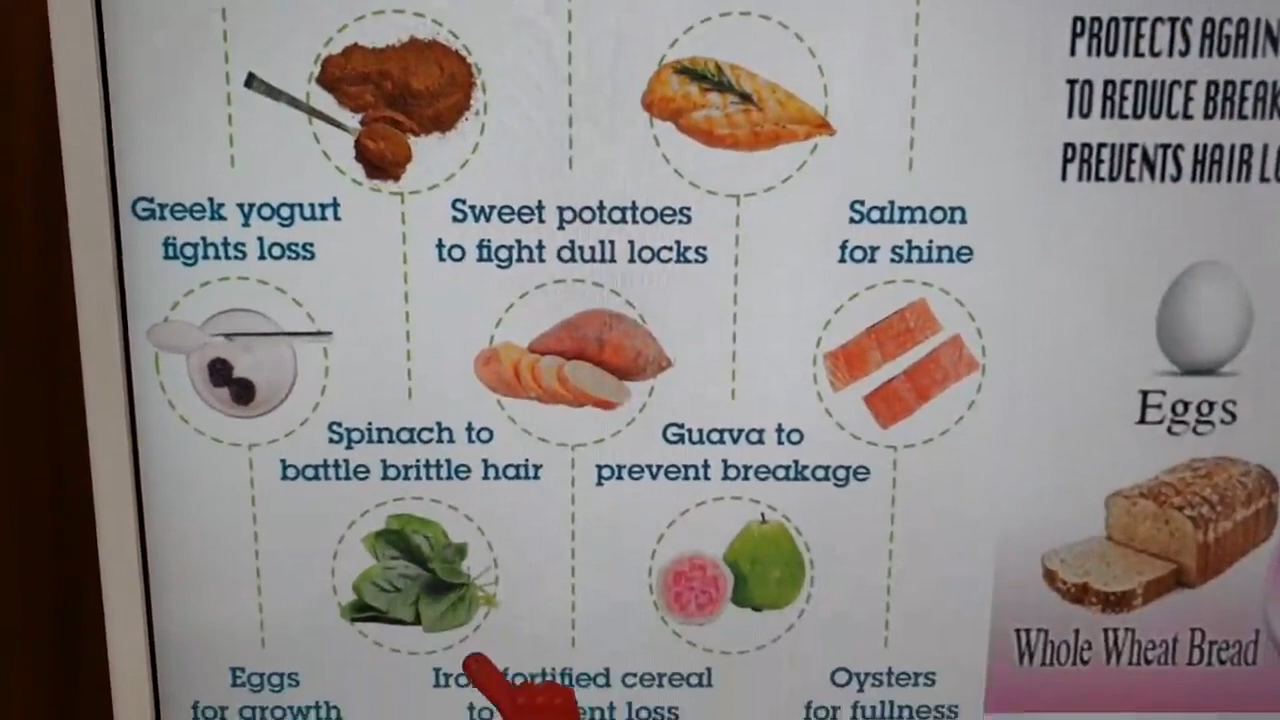 Greek yogurt
fights loss
Sweet potatoes
to fight dull locks
Salmon
for shine
Spinach to
battle brittle hair
Guava to
prevent breakage
Eggs
for growth
fortified cereal
to
loss
Oysters
for fullness
PROTECTS
TO REDUCE
PREVENTS HAIR
Eggs
Whole Wheat Bread